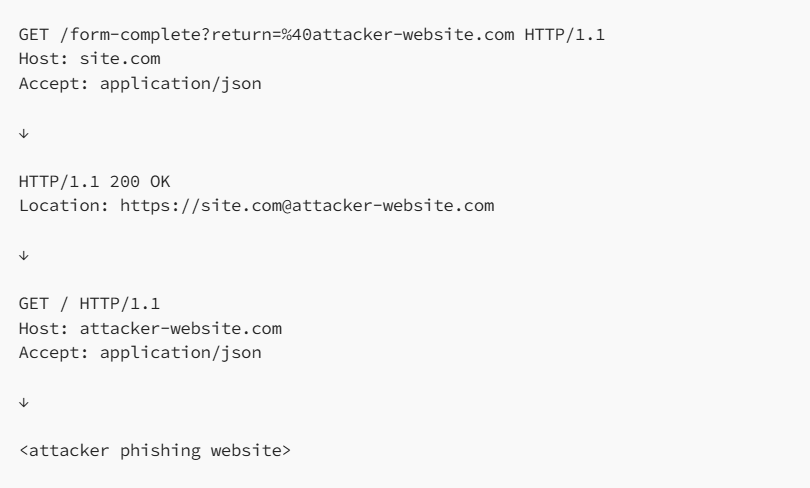 GET /form-complete?return=%40attacker-website.com HTTP/1.1
Host: site.com
Accept: application/json
↓
HTTP/1.1 200 OK
Location: https://site.com@attacker-website.com
↓
GET / HTTP/1.1
Host: attacker-website.com
Accept: application/json
↓
<attacker phishing website>